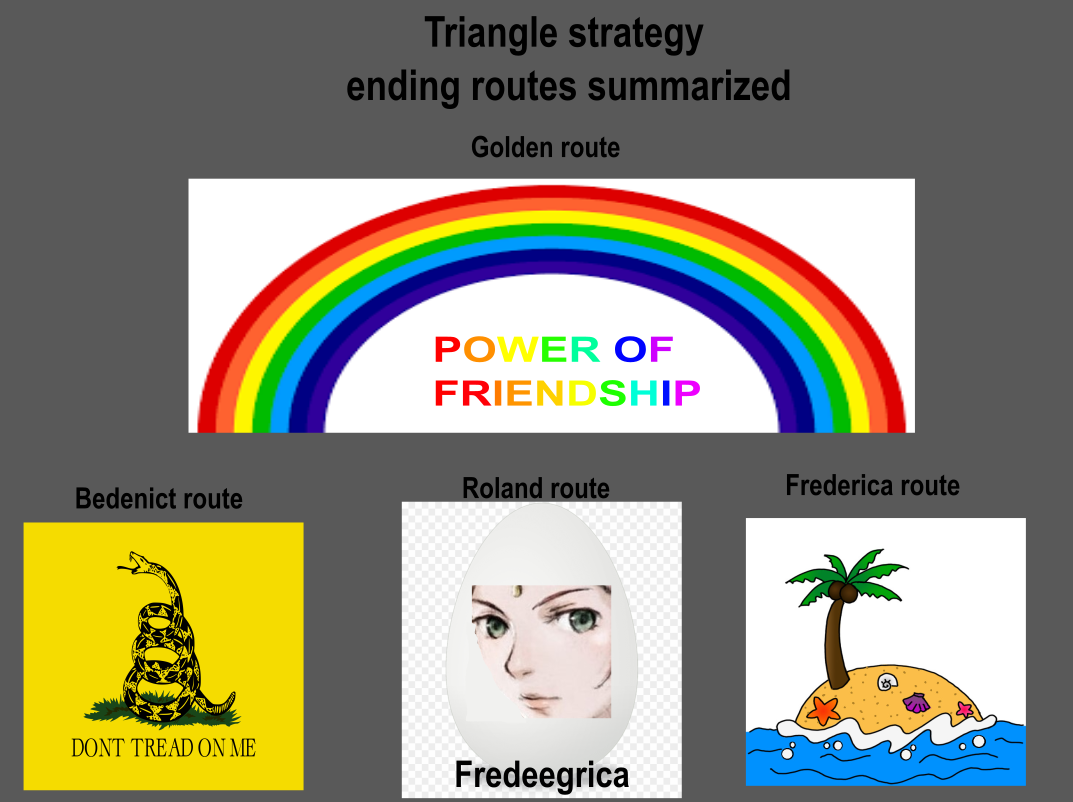 Triangle strategy
ending routes summarized
Golden route
POWER OF
FRIENDSHIP
Bedenict route
Roland route
Frederica route
DONT TREAD ON ME
Fredeegrica